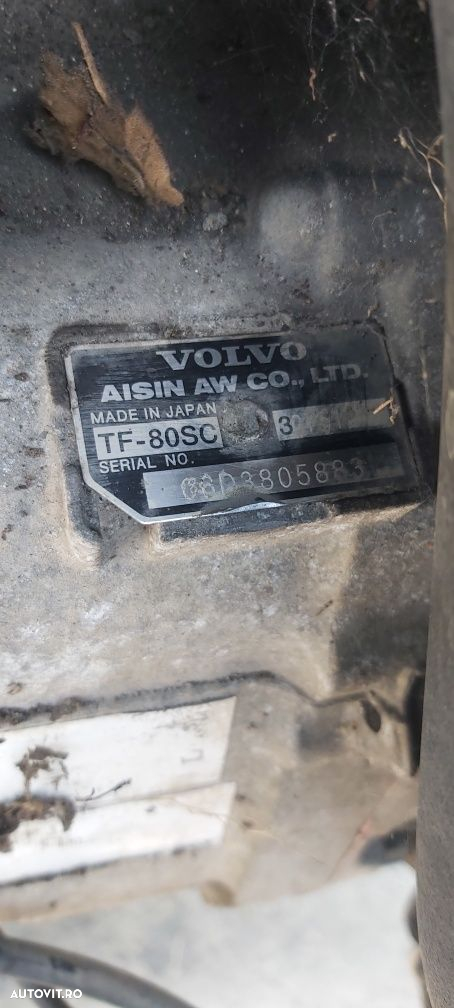 VOLVO
AISIN AW CO., LTD.
MADE IN JAPAN
TF-80SC
SERIAL NO.
AUTOVIT.RO